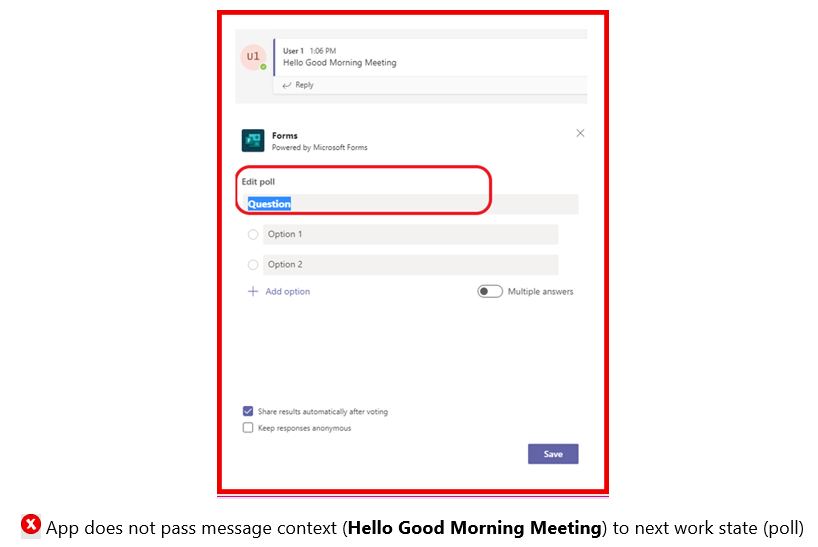 U1
User 1 1:06 PM
Hello Good Morning Meeting
Reply
Forms
Powered by Microsoft Forms
Edit poll
Question
Option 1
Option 2
Add option
Multiple answers
Share results automatically after voting
Keep responses anonymous
Save
App does not pass message context (Hello Good Morning Meeting) to next work state (poll)